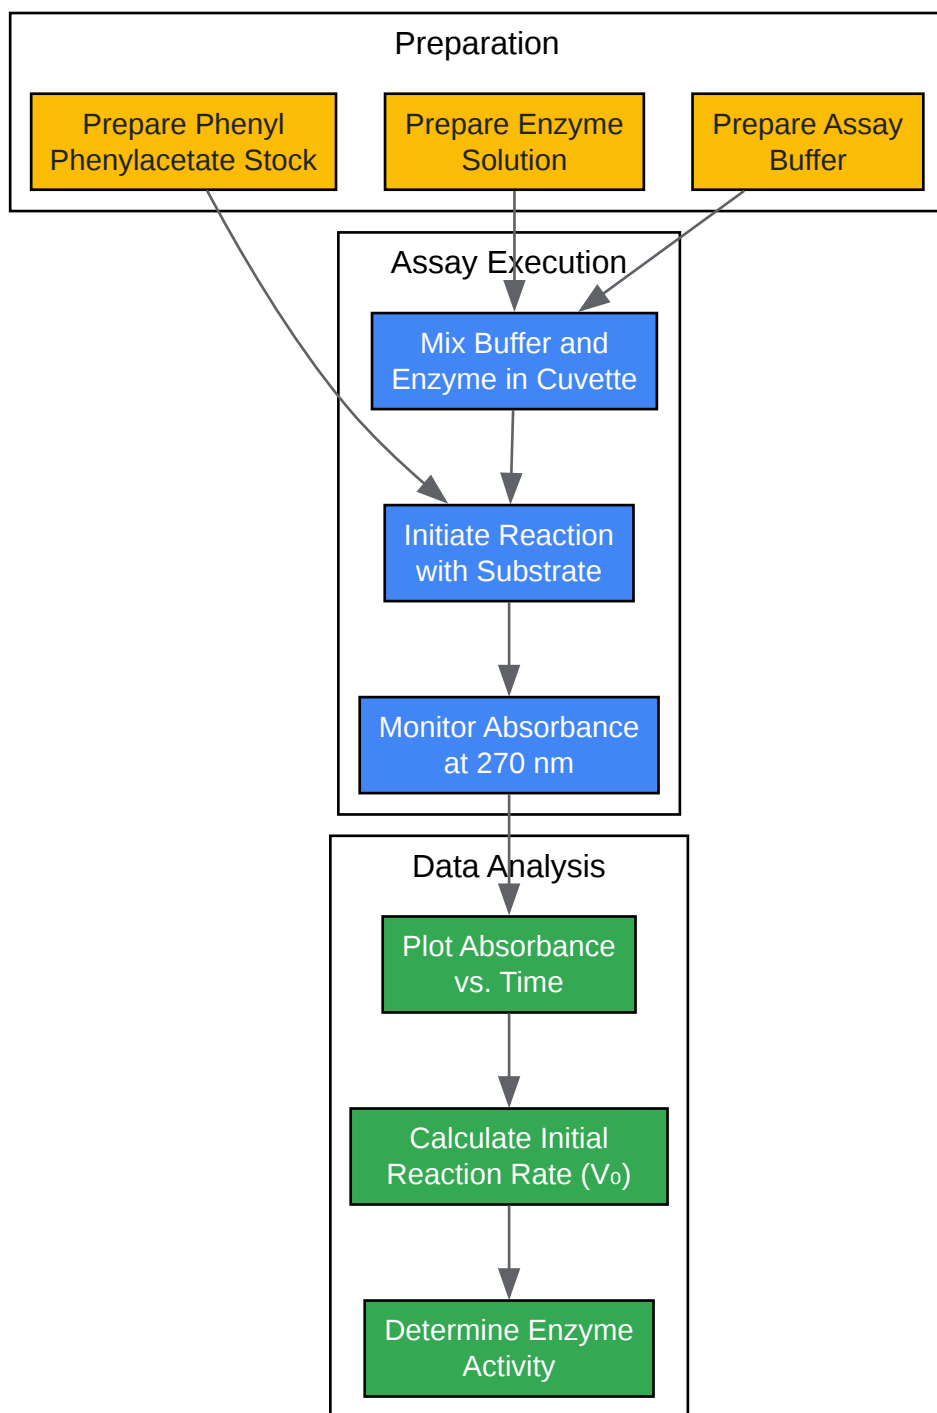 Preparation
Prepare Phenyl
Phenylacetate Stock
Prepare Enzyme
Solution
Prepare Assay
Buffer
Assay Execution
Mix Buffer and
Enzyme in Cuvette
Initiate Reaction
with Substrate
Monitor Absorbance
at 270 nm
Data Analysis
Plot Absorbance
vs. Time
Calculate Initial
Reaction Rate (V₀)
Determine Enzyme
Activity